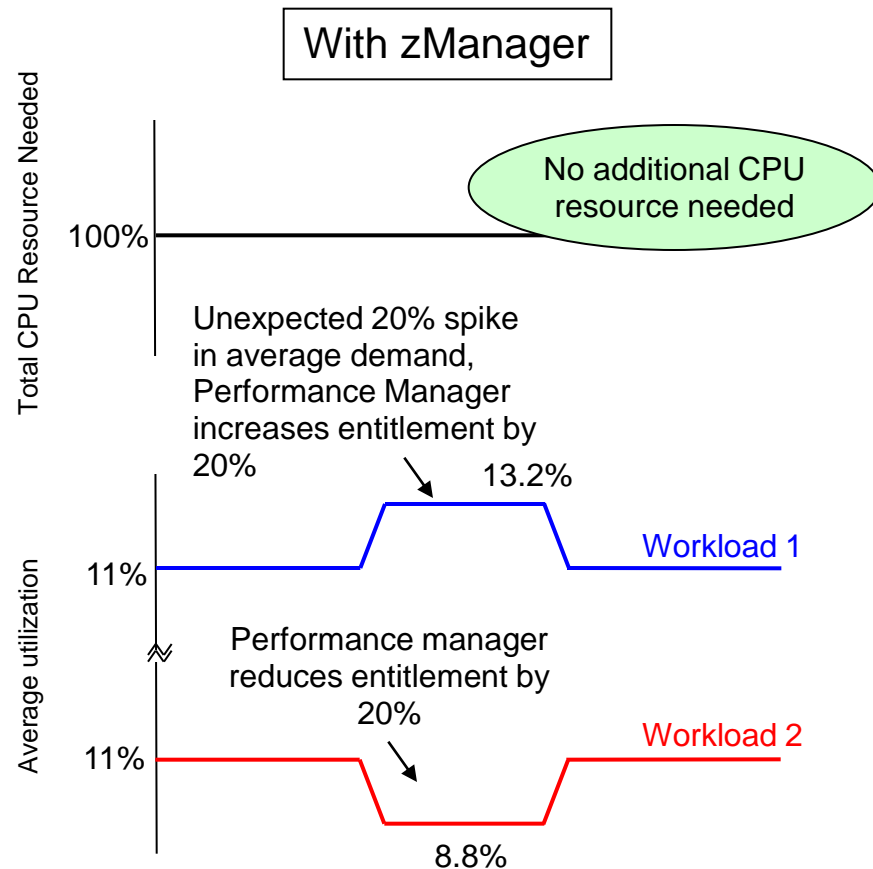 With zManager
Total CPU Resource Needed
No additional CPU
resource needed
100%
Unexpected 20% spike
in average demand,
Performance Manager
increases entitlement by
20%
13.2%
Workload 1
11%
Average utilization
Performance manager
reduces entitlement by
20%
Workload 2
11%
8.8%